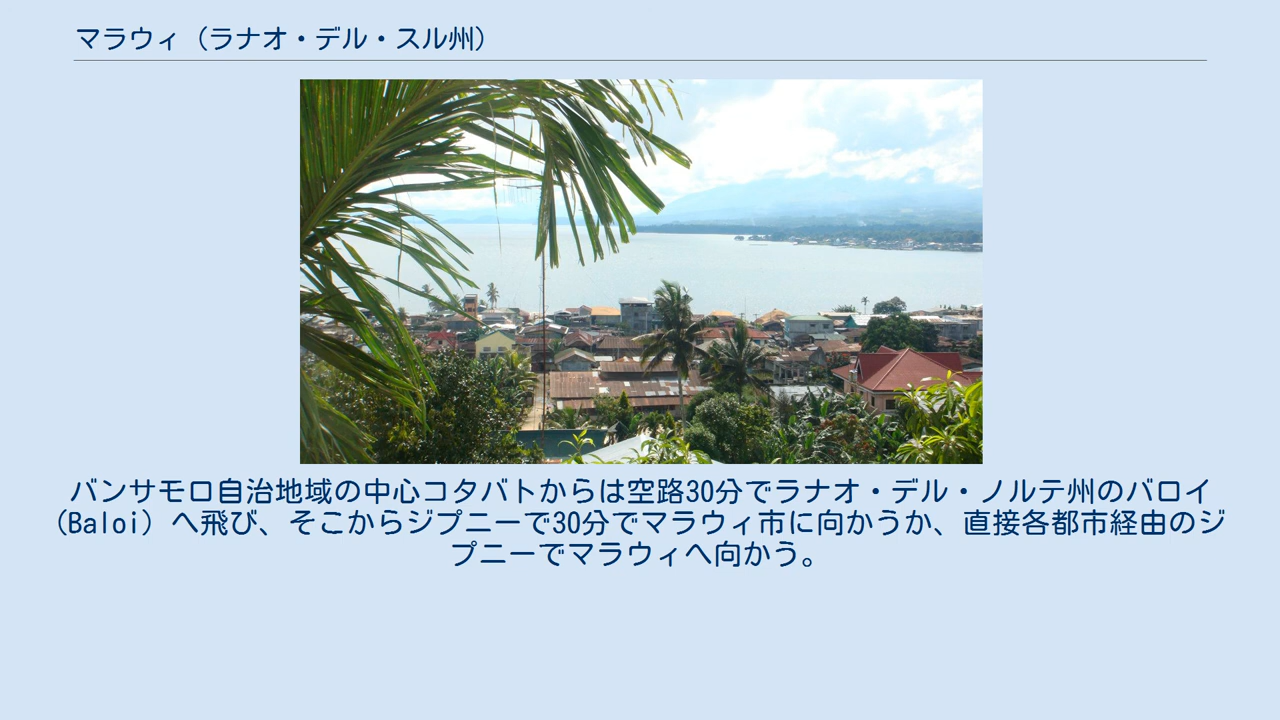 マラウィ（ラナオ・デル・スル州）
バンサモロ自治地域の中心コタバトからは空路30分でラナオ・デル・ノルテ州のバロイ
（Baloi）へ飛び、そこからジプニーで30分でマラウィ市に向かうか、直接各都市経由のジ
プニーでマラウィへ向かう。